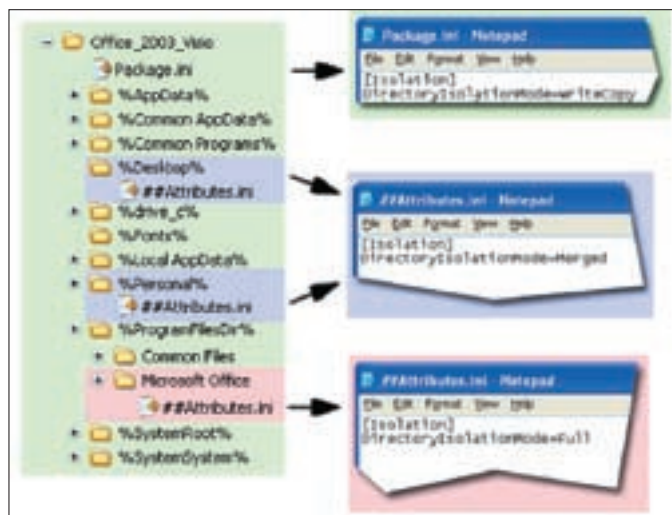 Office_2003_Visio
Package.ini
%AppData%
%Common AppData%
%Common Programs%
%Desktop%
##Attributes.ini
%drive_c%
%Fonts%
%Local AppData%
%Personal%
##Attributes.ini
%ProgramFilesDir%
Common Files
Microsoft Office
##Attributes.ini
%SystemRoot%
%SystemSystem%
Package.ini - Notepad
File Edit Format View Help
[Isolation]
DirectoryIsolationMode=WriteCopy
##Attributes.ini - Notepad
File Edit Format View Help
[Isolation]
DirectoryIsolationMode=Merged
##Attributes.ini - Notepad
File Edit Format View Help
[Isolation]
DirectoryIsolationMode=Full